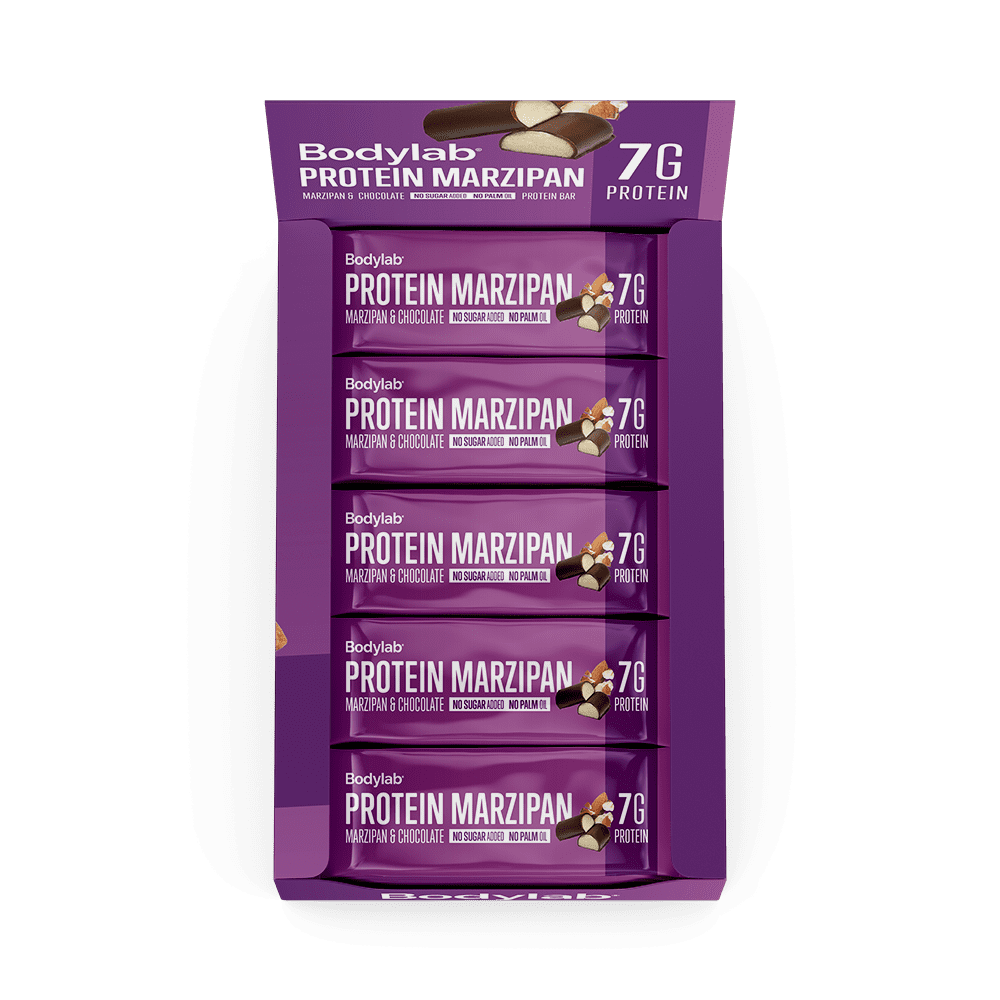 Bodylab®
PROTEIN MARZIPAN
MARZIPAN & CHOCOLATE NO SUGAR ADDED NO PALM OIL PROTEIN BAR
7G
PROTEIN
Bodylab®
PROTEIN MARZIPAN
MARZIPAN & CHOCOLATE NO SUGAR ADDED NO PALM OIL
7G
PROTEIN
Bodylab®
PROTEIN MARZIPAN
MARZIPAN & CHOCOLATE NO SUGAR ADDED NO PALM OIL
7G
PROTEIN
Bodylab®
PROTEIN MARZIPAN
MARZIPAN & CHOCOLATE NO SUGAR ADDED NO PALM OIL
7G
PROTEIN
Bodylab®
PROTEIN MARZIPAN
MARZIPAN & CHOCOLATE NO SUGAR ADDED NO PALM OIL
7G
PROTEIN
Bodylab®
PROTEIN MARZIPAN
MARZIPAN & CHOCOLATE NO SUGAR ADDED NO PALM OIL
7G
PROTEIN
Bodylab®